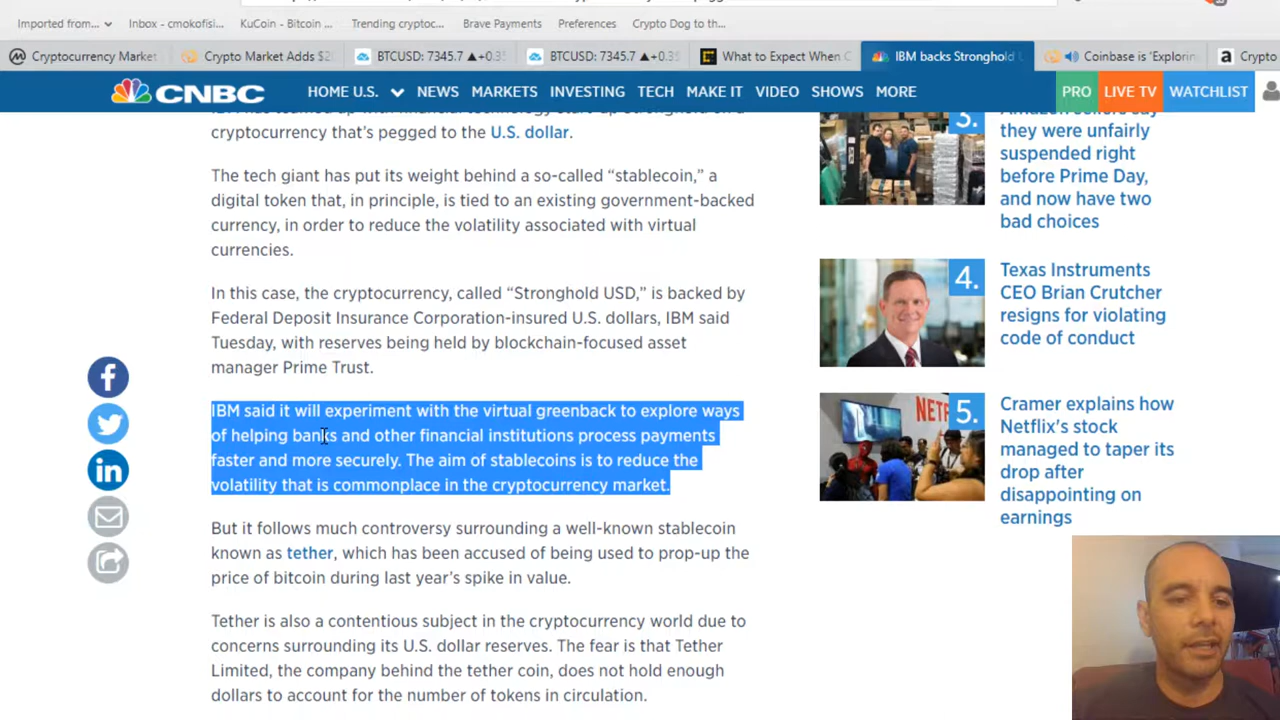 Imported from...
Inbox - cmokofisi...
KuCoin - Bitcoin ...
Trending cryptoc...
Brave Payments
Preferences
Crypto Dog to th...
Cryptocurrency Market
Crypto Market Adds $2
BTCUSD: 7345.7 ▲+0.3
BTCUSD: 7345.7 ▲+0.3
What to Expect When C
IBM backs Stronghold
Coinbase is 'Explorin
a Crypto
CNBC
HOME U.S.
NEWS
MARKETS
INVESTING
TECH
MAKE IT
VIDEO
SHOWS
MORE
PRO
LIVE TV
WATCHLIST
cryptocurrency that's pegged to the U.S. dollar.
The tech giant has put its weight behind a so-called “stablecoin,” a
digital token that, in principle, is tied to an existing government-backed
currency, in order to reduce the volatility associated with virtual
currencies.
In this case, the cryptocurrency, called “Stronghold USD,” is backed by
Federal Deposit Insurance Corporation-insured U.S. dollars, IBM said
Tuesday, with reserves being held by blockchain-focused asset
manager Prime Trust.
IBM said it will experiment with the virtual greenback to explore ways
of helping banks and other financial institutions process payments
faster and more securely. The aim of stablecoins is to reduce the
volatility that is commonplace in the cryptocurrency market.
But it follows much controversy surrounding a well-known stablecoin
known as tether, which has been accused of being used to prop-up the
price of bitcoin during last year's spike in value.
Tether is also a contentious subject in the cryptocurrency world due to
concerns surrounding its U.S. dollar reserves. The fear is that Tether
Limited, the company behind the tether coin, does not hold enough
dollars to account for the number of tokens in circulation.
3.
Amazon sellers say
they were unfairly
suspended right
before Prime Day,
and now have two
bad choices
4.
Texas Instruments
CEO Brian Crutcher
resigns for violating
code of conduct
5.
NETF
Cramer explains how
Netflix's stock
managed to taper its
drop after
disappointing on
earnings